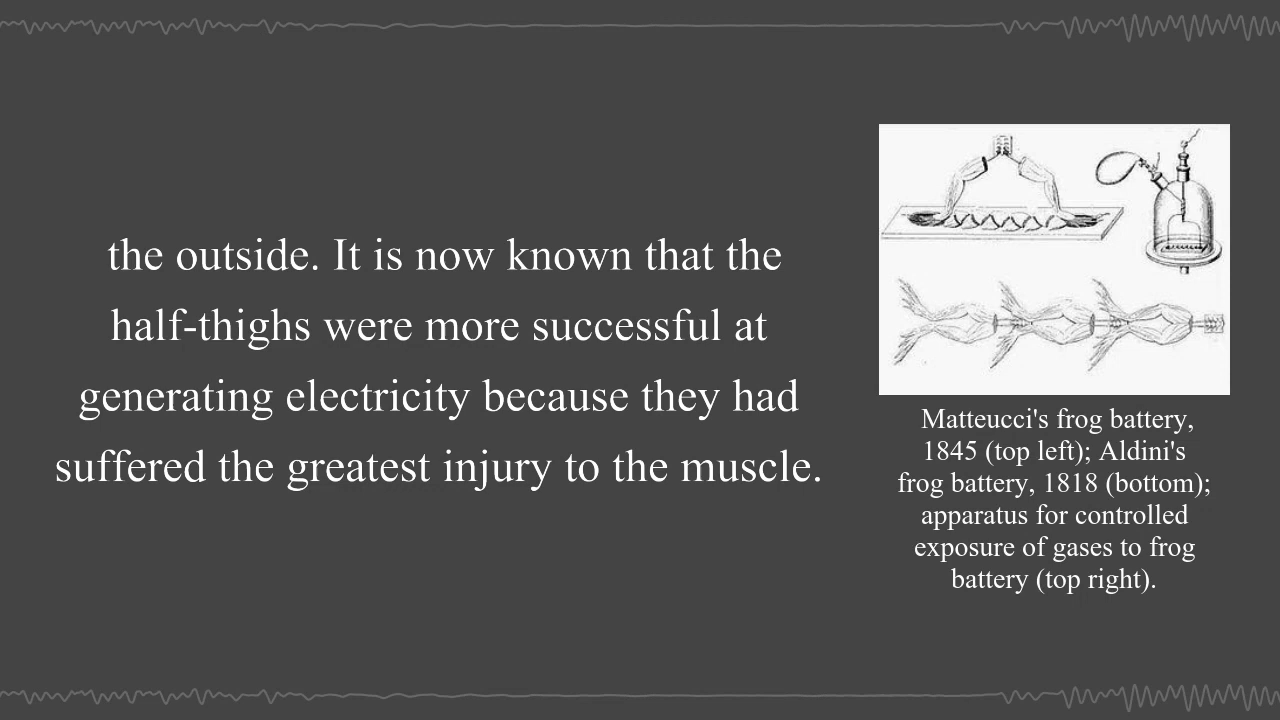 the outside. It is now known that the
half-thighs were more successful at
generating electricity because they had
suffered the greatest injury to the muscle.
Matteucci's frog battery,
1845 (top left); Aldini's
frog battery, 1818 (bottom);
apparatus for controlled
exposure of gases to frog
battery (top right).